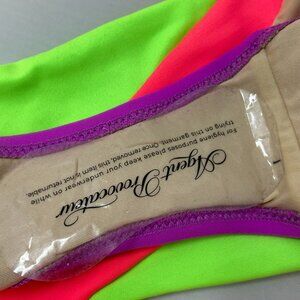 Agent Provocateur
For hygiene purposes please keep your underwear on while
trying on this garment. Once removed, this item is not returnable.